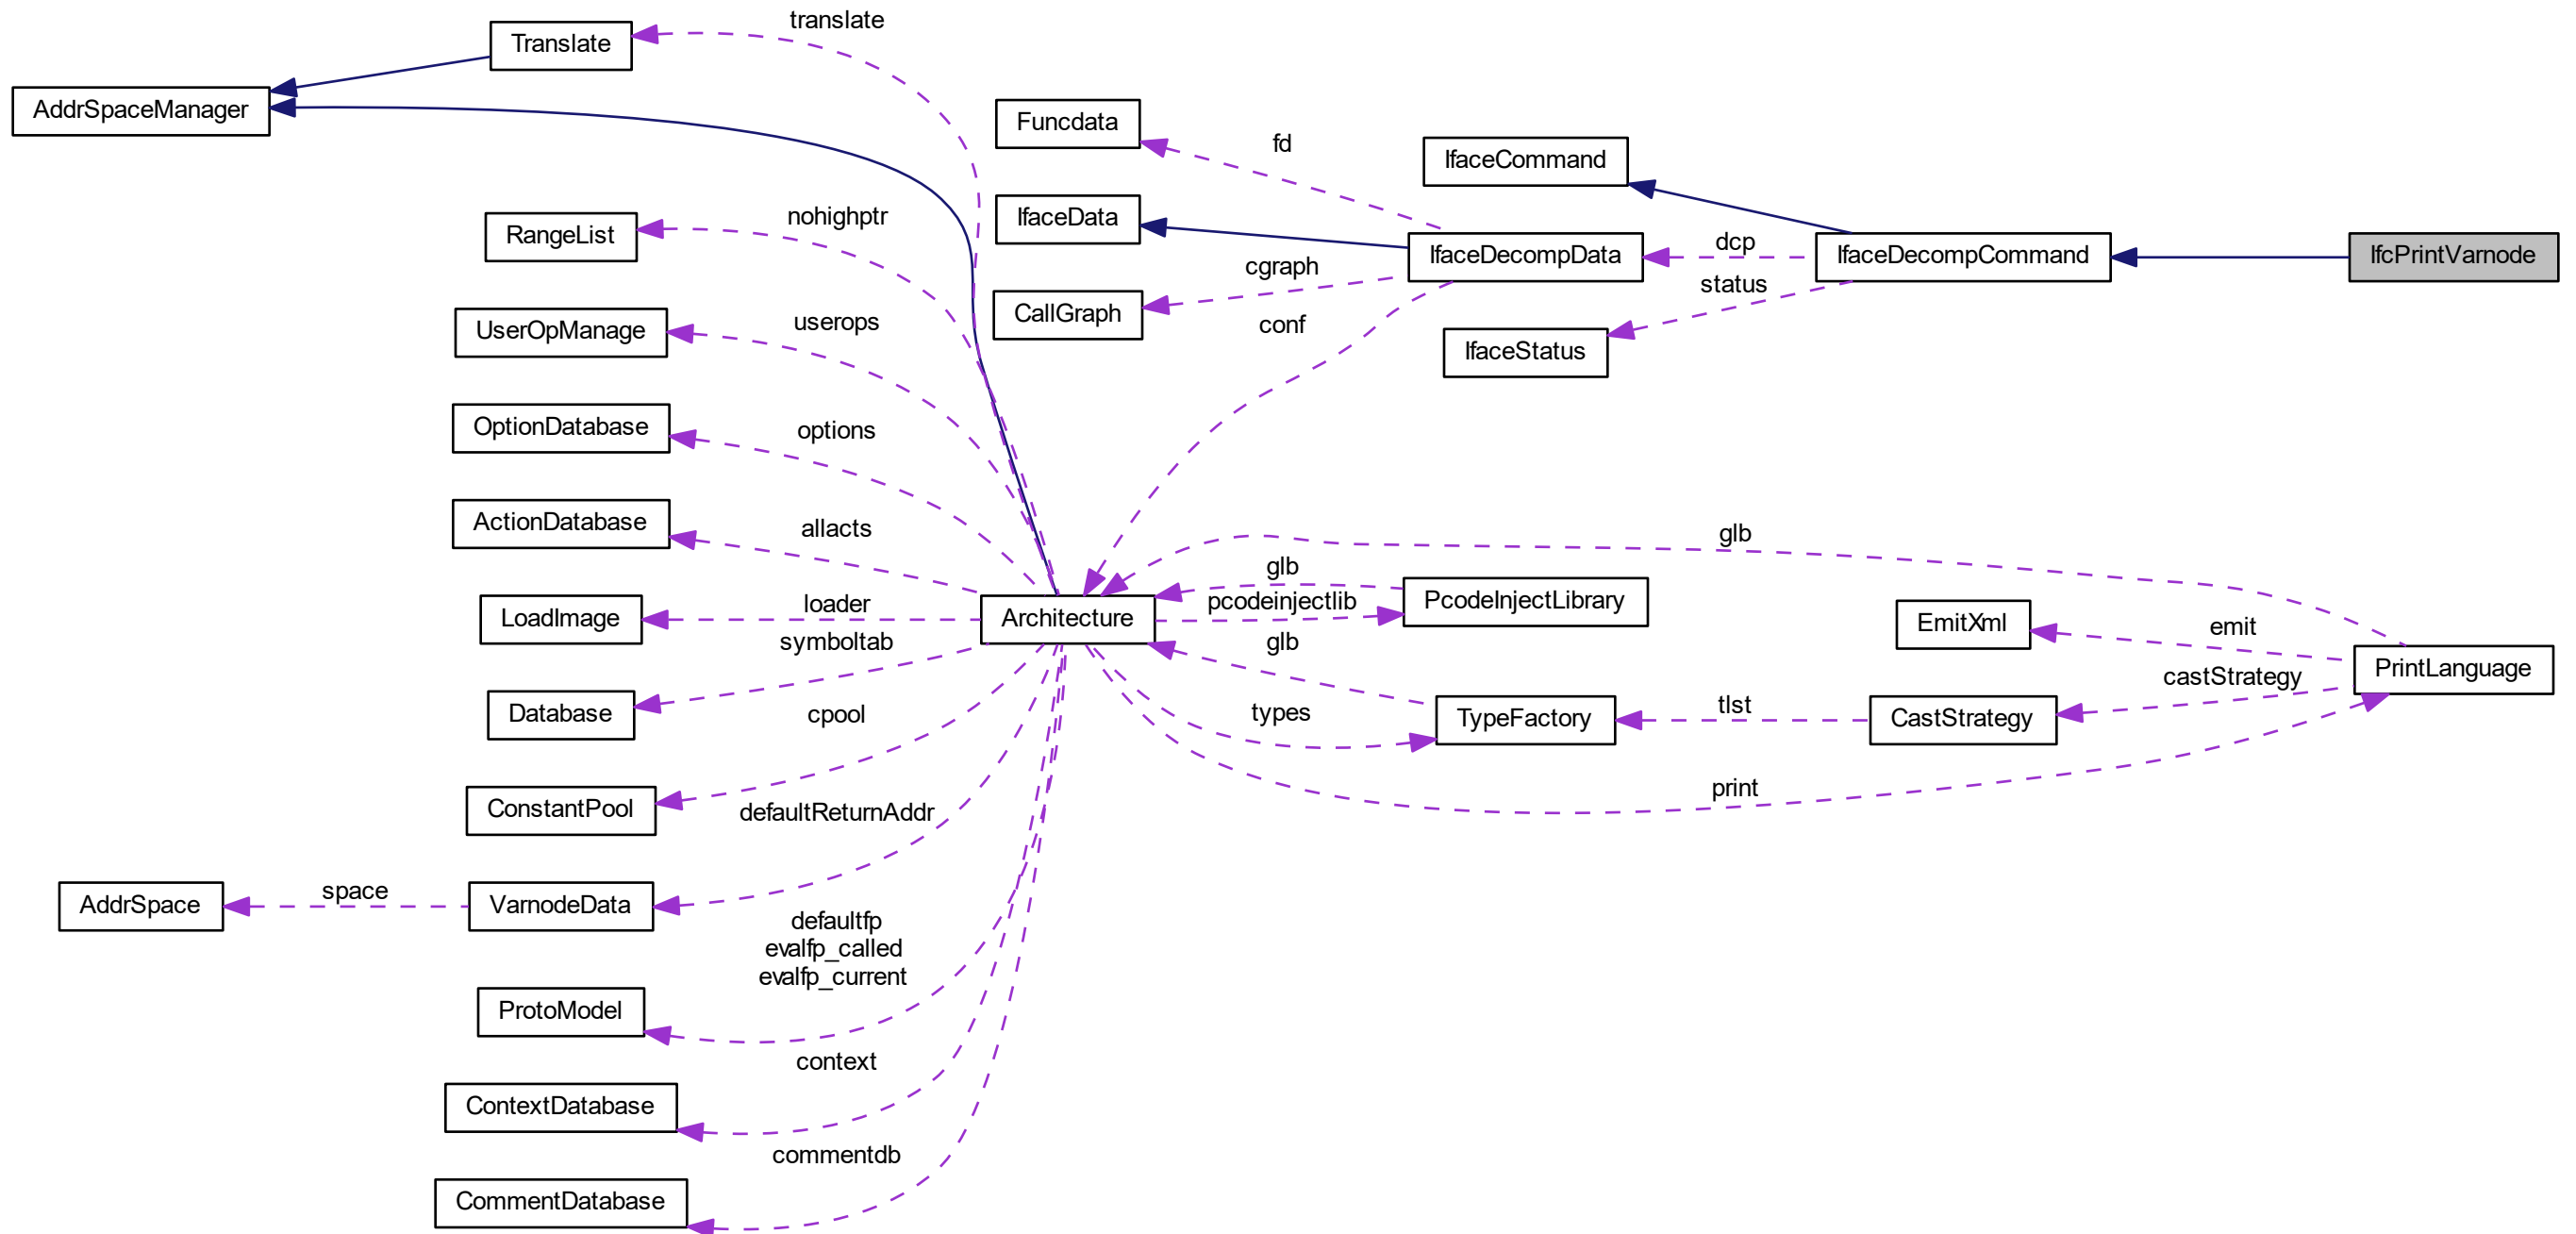 translate
Translate
AddrSpaceManager
Funcdata
fd
IfaceCommand
nohighptr
RangeList
IfaceData
dcp
IfaceDecompData
IfaceDecompCommand
IfcPrintVarnode
cgraph
status
CallGraph
conf
userops
UserOpManage
IfaceStatus
options
OptionDatabase
allacts
ActionDatabase
glb
glb
pcodeinjectlib
PcodeInjectLibrary
loader
LoadImage
Architecture
EmitXml
emit
symboltab
glb
PrintLanguage
castStrategy
Database
cpool
types
TypeFactory
tlst
CastStrategy
print
ConstantPool
defaultReturnAddr
AddrSpace
space
VarnodeData
defaultfp
evalfp_called
evalfp_current
ProtoModel
context
ContextDatabase
commentdb
CommentDatabase